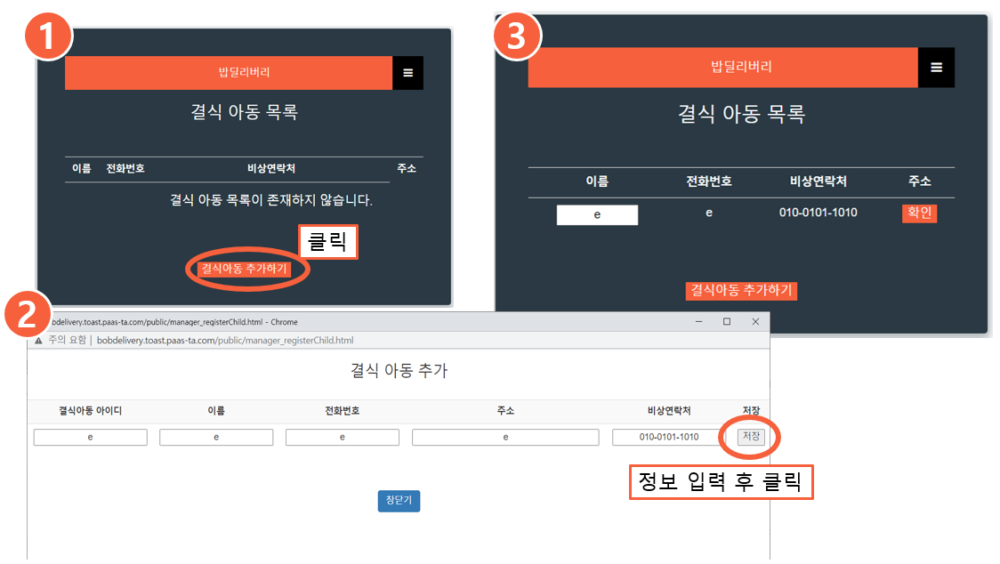 1
밥딜리버리
결식 아동 목록
이름 전화번호 비상연락처 주소
결식 아동 목록이 존재하지 않습니다.
클릭
결식아동 추가하기
2
bdelivery.toast.paas-ta.com/public/manager_registerChild.html - Chrome
주의 요함 | bobdelivery.toast.paas-ta.com/public/manager_registerChild.html
결식 아동 추가
결식아동 아이디 이름 전화번호 주소 비상연락처 저장
e e e e 010-0101-1010 저장
정보 입력 후 클릭
창닫기
3
밥딜리버리
결식 아동 목록
이름 전화번호 비상연락처 주소
e e 010-0101-1010 확인
결식아동 추가하기